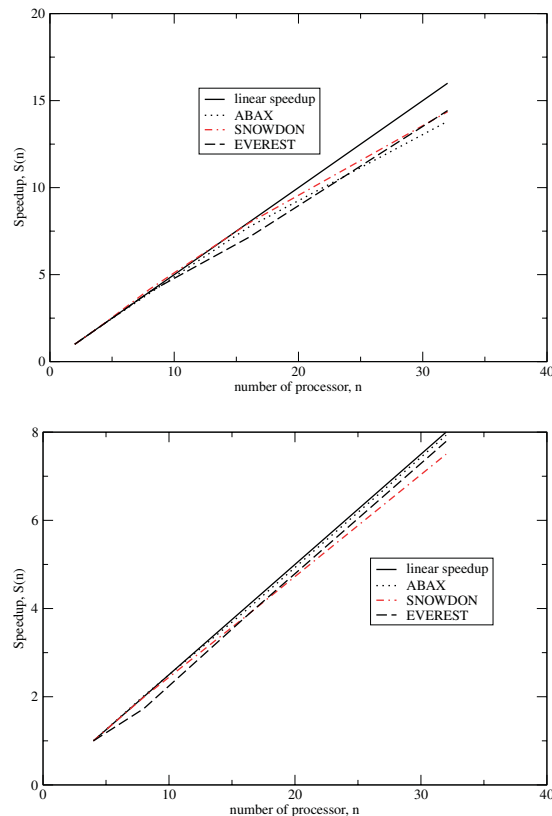 20
15
10
5
0
Speedup, S(n)
linear speedup
ABAX
SNOWDON
EVEREST
0 10 20 30 40
number of processor, n
8
6
4
2
0
Speedup, S(n)
linear speedup
ABAX
SNOWDON
EVEREST
0 10 20 30 40
number of processor, n